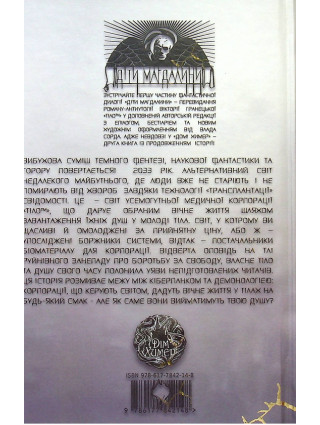 ДІТИ МАГДАЛИНИ
ЗУСТРІЧАЙТЕ ПЕРШУ ЧАСТИНУ ФАНТАСТИЧНОЇ
ДИЛОГІЇ «ДІТИ МАГДАЛИНИ» – ПЕРЕВИДАННЯ
РОМАНУ-АНТИУТОПІЇ ВІКТОРІЇ ГРАНЕЦЬКОЇ
У ДОПОВНЕНІЙ АВТОРСЬКІЙ РЕДАКЦІЇ
З ЕПІЛОГОМ, БЕСТІАРІЄМ ТА НОВИМ
ХУДОЖНІМ ОФОРМЛЕННЯМ ВІД ВЛАДА
СОРДА. АДЖЕ НЕВДОВЗІ У «ДОМІ ХИМЕР» –
ДРУГА КНИГА ІЗ ПРОДОВЖЕННЯМ ІСТОРІЇ!
ВИБУХОВА СУМІШ ТЕМНОГО ФЕНТЕЗІ, НАУКОВОЇ ФАНТАСТИКИ ТА
ГОРОРУ ПОВЕРТАЄТЬСЯ! 2033 РІК. АЛЬТЕРНАТИВНИЙ СВІТ
НЕДАЛЕКОГО МАЙБУТНЬОГО, ДЕ ЛЮДИ ВЖЕ НЕ СТАРІЮТЬ І НЕ
ПОМИРАЮТЬ ВІД ХВОРОБ ЗАВДЯКИ ТЕХНОЛОГІЇ «ТРАНСПЛАНТАЦІЇ
СВІДОМОСТІ». ЦЕ – СВІТ УСЕМОГУТНЬОЇ МЕДИЧНОЇ КОРПОРАЦІЇ
ЩО ДАРУЄ ОБРАНИМ ВІЧНЕ ЖИТТЯ ШЛЯХОМ
ЗАВАНТАЖЕННЯ ЇХНІХ ДУШ У МОЛОДІ ТІЛА. СВІТ, У КОТРОМУ ВИ
ЩАСЛИВІ Й ОМОЛОДЖЕНІ ЗА ПРИЙНЯТНУ ЦІНУ, АБО Ж –
УПОСЛІДЖЕНІ БОРЖНИКИ СИСТЕМИ, ВІДТАК – ПОСТАЧАЛЬНИКИ
БІОМАТЕРІАЛУ ДЛЯ КОРПОРАЦІЇ. ВІДВЕРТА ОПОВІДЬ НА ТЛІ
РУЙНІВНОГО ЗАНЕПАДУ ПРО БОРОТЬБУ ЗА СВОБОДУ, ВЛАСНЕ ТІЛО
ТА ДУШУ СВОГО ЧАСУ ПОЛОНИЛА УЯВИ НЕПІДГОТОВЛЕНИХ ЧИТАЧІВ.
ЦЯ ІСТОРІЯ РОЗМИВАЄ МЕЖУ МІЖ КІБЕРПАНКОМ ТА ДЕМОНОЛОГІЄЮ:
КОРПОРАЦІЇ, ЩО КЕРУЮТЬ СВІТОМ, ДАДУТЬ ВІЧНЕ ЖИТТЯ У ТІЛАХ НА
БУДЬ-ЯКИЙ СМАК – АЛЕ ЯК САМЕ ВОНИ ВИЙМАТИМУТЬ ТВОЮ ДУШУ?
ДІМ
ХИМЕР
ISBN 978-617-7842-14-8